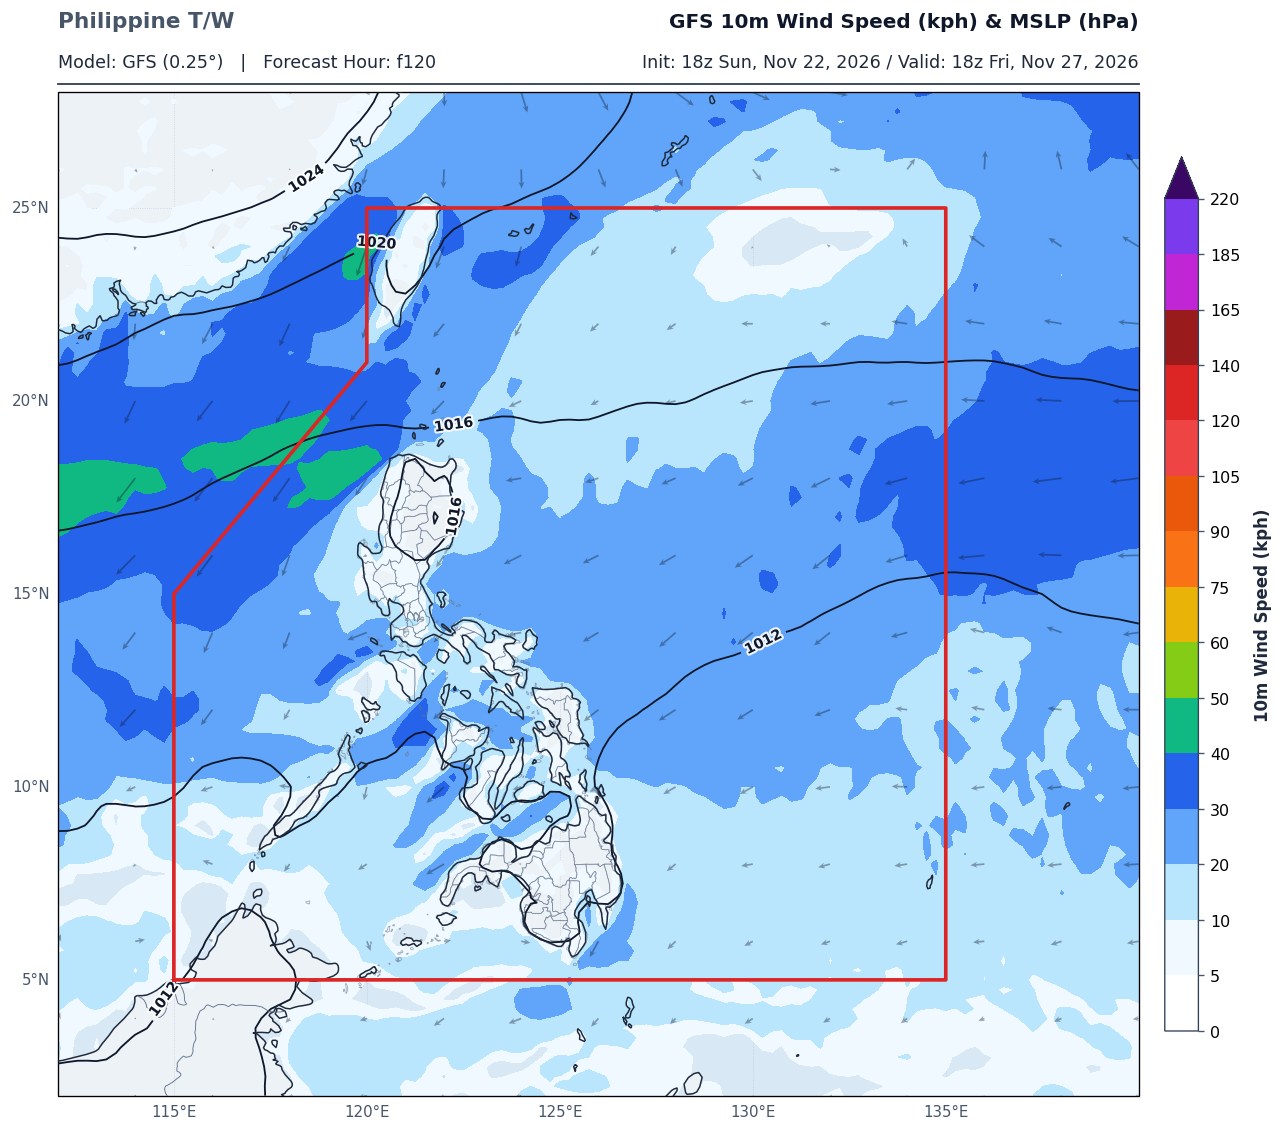 Philippine T/W
GFS 10m Wind Speed (kph) & MSLP (hPa)
Model: GFS (0.25°)   |   Forecast Hour: f120
Init: 18z Sun, Nov 22, 2026 / Valid: 18z Fri, Nov 27, 2026
1024
1020
1016
1016
1012
1012
25°N
20°N
15°N
10°N
5°N
115°E
120°E
125°E
130°E
135°E
220
185
165
140
120
105
90
75
60
50
40
30
20
10
5
0
10m Wind Speed (kph)